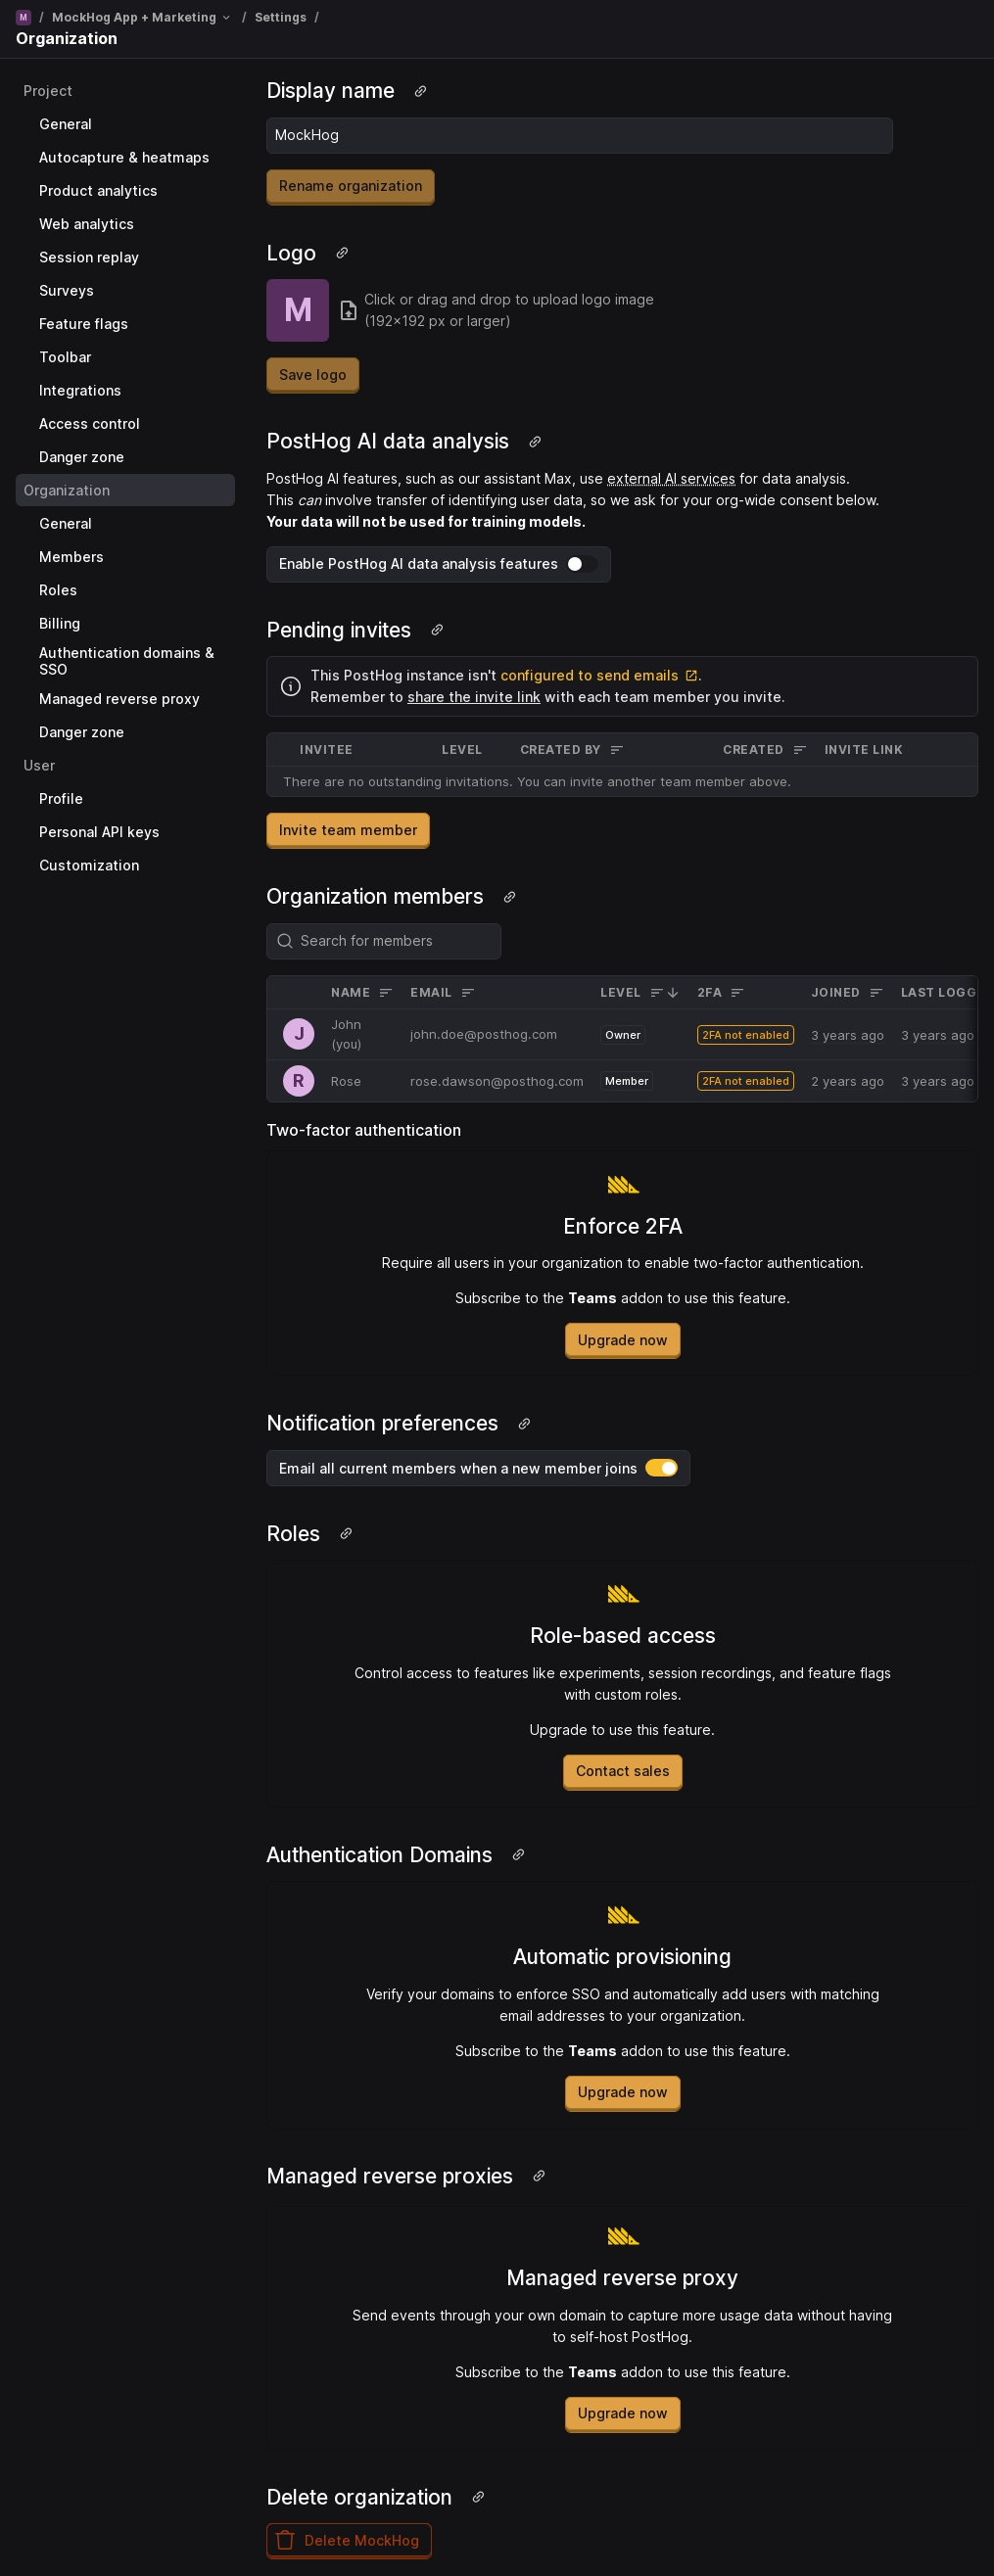 M / MockHog App + Marketing / Settings /
Organization
Project
General
Autocapture & heatmaps
Product analytics
Web analytics
Session replay
Surveys
Feature flags
Toolbar
Integrations
Access control
Danger zone
Organization
General
Members
Roles
Billing
Authentication domains &
SSO
Managed reverse proxy
Danger zone
User
Profile
Personal API keys
Customization
Display name
MockHog
Rename organization
Logo
M
Click or drag and drop to upload logo image
(192×192 px or larger)
Save logo
PostHog AI data analysis
PostHog AI features, such as our assistant Max, use external AI services for data analysis.
This can involve transfer of identifying user data, so we ask for your org-wide consent below.
Your data will not be used for training models.
Enable PostHog AI data analysis features
Pending invites
This PostHog instance isn't configured to send emails.
Remember to share the invite link with each team member you invite.
INVITEE LEVEL CREATED BY CREATED INVITE LINK
There are no outstanding invitations. You can invite another team member above.
Invite team member
Organization members
Search for members
NAME EMAIL LEVEL 2FA JOINED LAST LOGG
J John (you) john.doe@posthog.com Owner 2FA not enabled 3 years ago 3 years ago
R Rose rose.dawson@posthog.com Member 2FA not enabled 2 years ago 3 years ago
Two-factor authentication
Enforce 2FA
Require all users in your organization to enable two-factor authentication.
Subscribe to the Teams addon to use this feature.
Upgrade now
Notification preferences
Email all current members when a new member joins
Roles
Role-based access
Control access to features like experiments, session recordings, and feature flags
with custom roles.
Upgrade to use this feature.
Contact sales
Authentication Domains
Automatic provisioning
Verify your domains to enforce SSO and automatically add users with matching
email addresses to your organization.
Subscribe to the Teams addon to use this feature.
Upgrade now
Managed reverse proxies
Managed reverse proxy
Send events through your own domain to capture more usage data without having
to self-host PostHog.
Subscribe to the Teams addon to use this feature.
Upgrade now
Delete organization
Delete MockHog